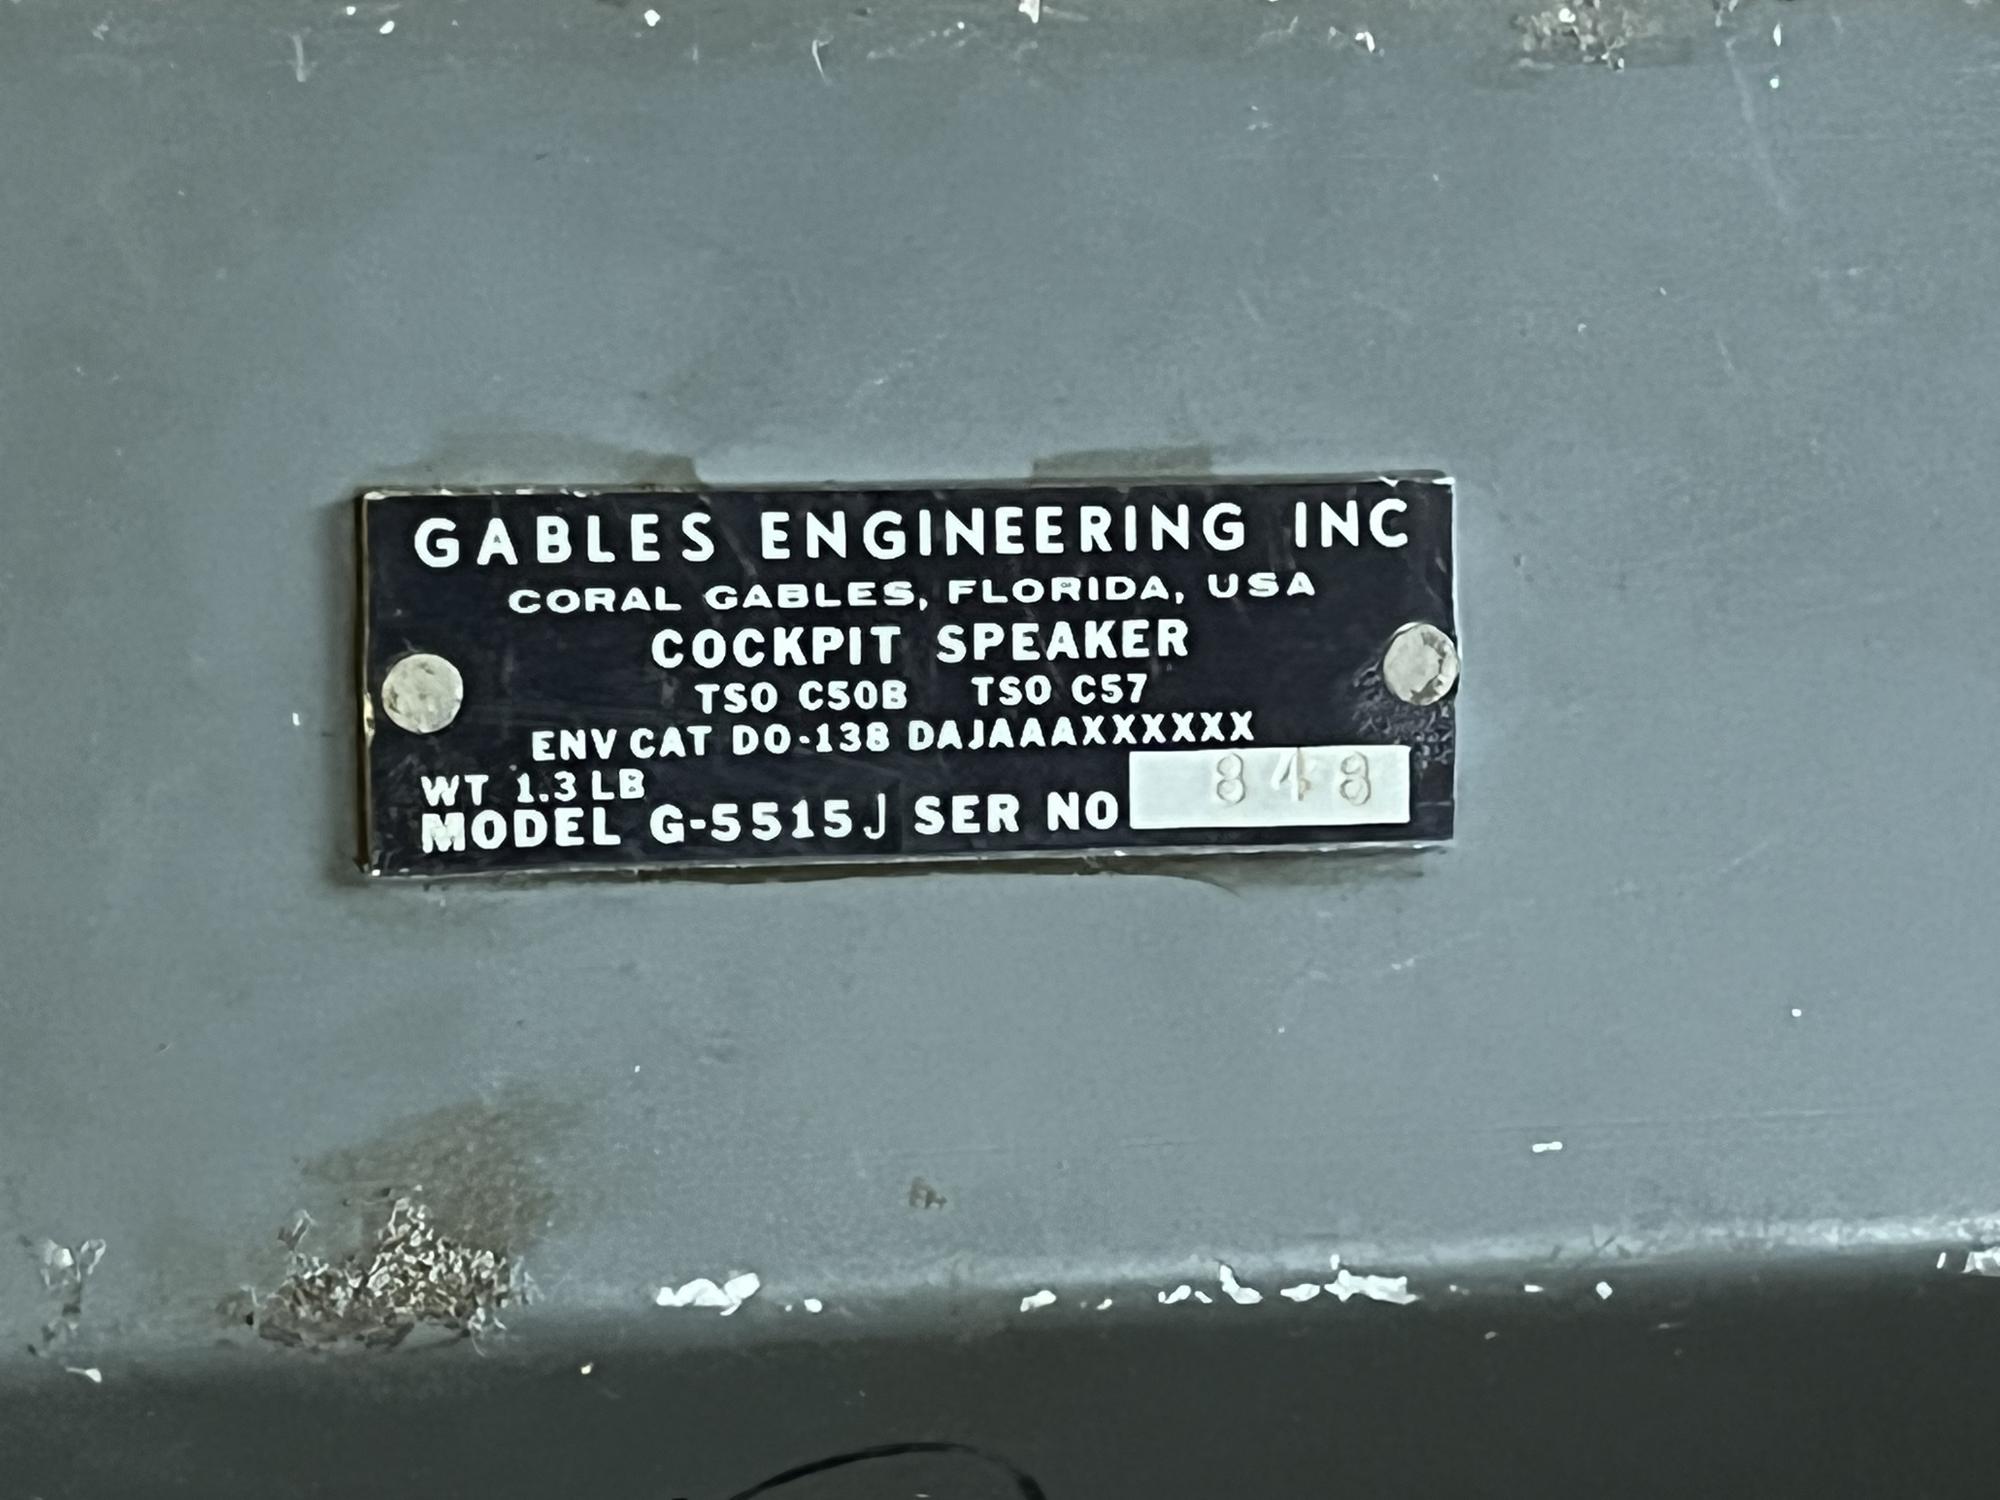 GABLES ENGINEERING INC
CORAL GABLES, FLORIDA, USA
COCKPIT SPEAKER
TSO C50B TSO C57
ENV CAT DO-138 DAJAAAXXXXXX
WT 1.3 LB
MODEL G-5515J SER NO 848